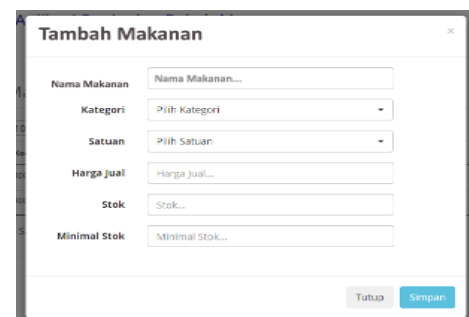 Tambah Makanan ×
Nama Makanan Nama Makanan...
Kategori Pilih Kategori
Satuan Pilih Satuan
Harga Jual Harga Jual...
Stok Stok...
Minimal Stok Minimal Stok...
Tutup Simpan